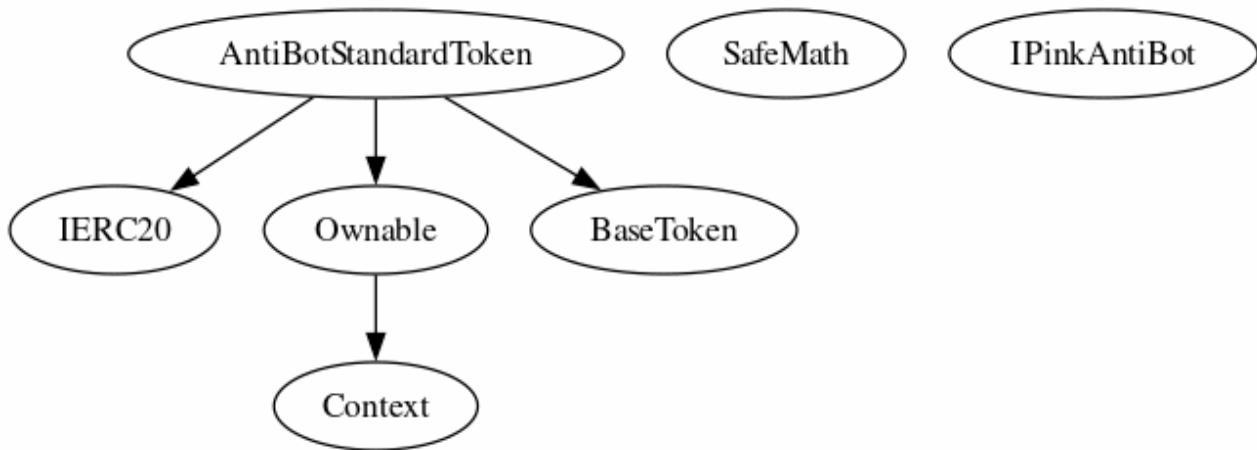 AntiBotStandardToken
SafeMath
IPinkAntiBot
IERC20
Ownable
BaseToken
Context